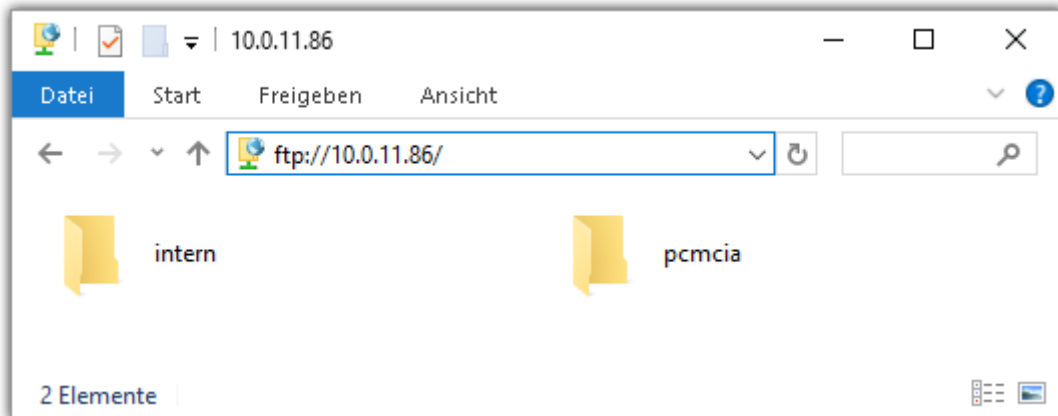 10.0.11.86
Datei Start Freigeben Ansicht
ftp://10.0.11.86/
intern pcmcia
2 Elemente